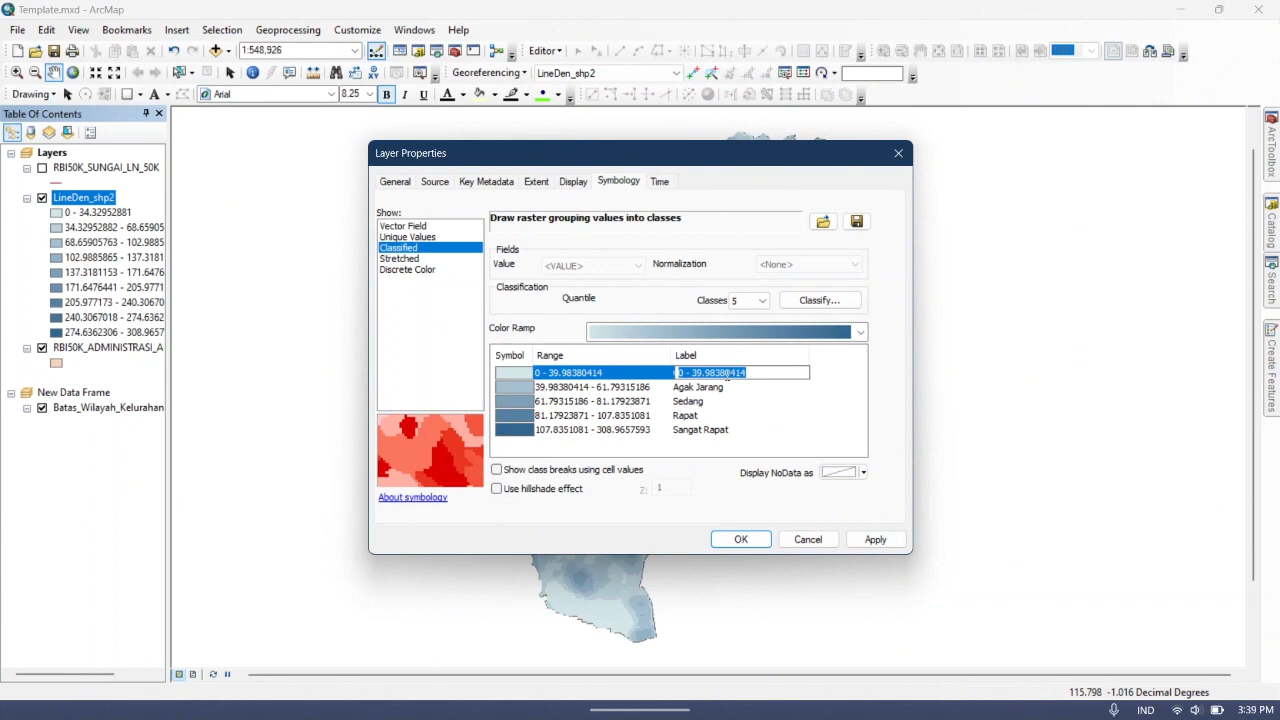 Template.mxd - ArcMap
File Edit View Bookmarks Insert Selection Geoprocessing Customize Windows Help
1:548,926
Editor
Georeferencing
LineDen_shp2
Drawing
Arial
8.25
B I U A
Table Of Contents
Layers
RBI50K_SUNGAI_LN_50K
LineDen_shp2
0 - 34.32952881
34.32952882 - 68.65905
68.65905763 - 102.9885
102.9885865 - 137.3181
137.3181153 - 171.6476
171.6476441 - 205.9771
205.977173 - 240.30670
240.3067018 - 274.6362
274.6362306 - 308.9657
RBI50K_ADMINISTRASI_A
New Data Frame
Batas_Wilayah_Kelurahan
Layer Properties
General Source Key Metadata Extent Display Symbology Time
Show:
Vector Field
Unique Values
Classified
Stretched
Discrete Color
About symbology
Draw raster grouping values into classes
Fields
Value
<VALUE>
Normalization
<None>
Classification
Quantile
Classes 5
Classify...
Color Ramp
Symbol Range Label
0 - 39.98380414 0 - 39.98380414
39.98380414 - 61.79315186 Agak Jarang
61.79315186 - 81.17923871 Sedang
81.17923871 - 107.8351081 Rapat
107.8351081 - 308.9657593 Sangat Rapat
Show class breaks using cell values
Display NoData as
Use hillshade effect
Z: 1
OK Cancel Apply
ArcToolbox
Catalog
Search
Create Features
115.798 -1.016 Decimal Degrees
IND
3:39 PM